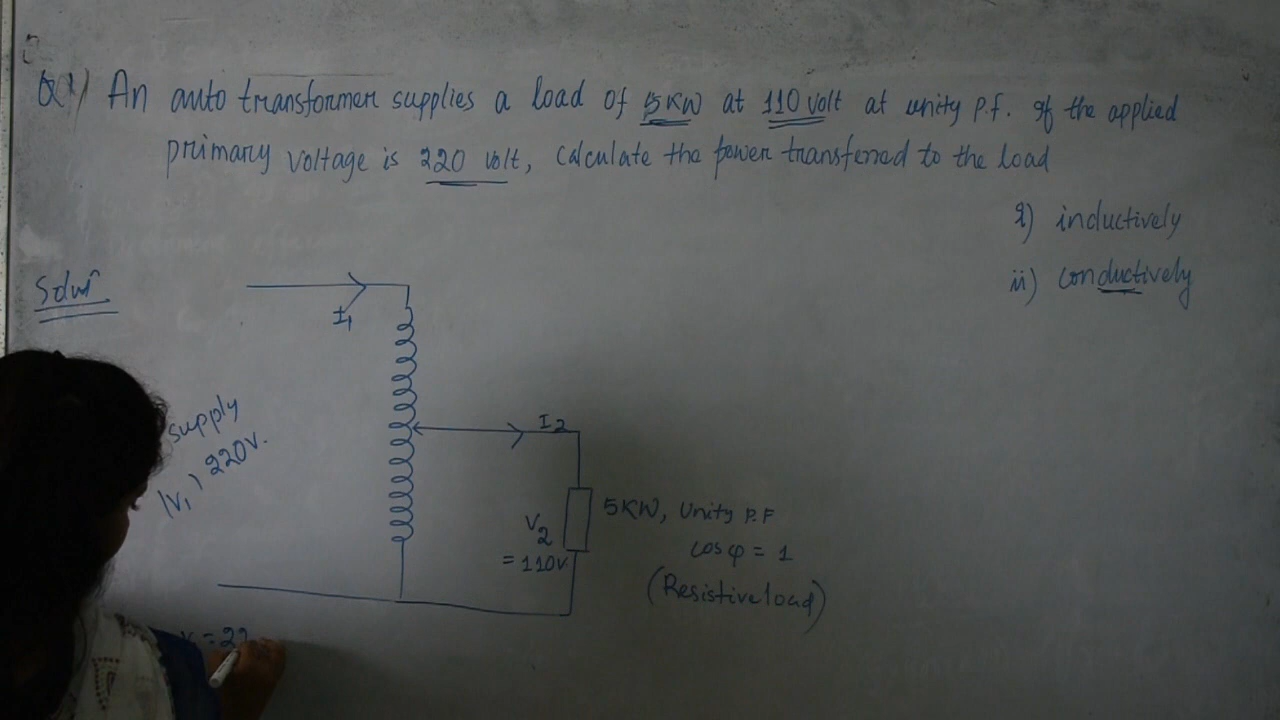 Q1) An auto transformer supplies a load of 5KW at 110 volt at unity P.f. If the applied
primary voltage is 220 volt, Calculate the power transferred to the load
i) inductively
ii) conductively
Soln
I1
supply
(V1) 220V.
I2
V2
= 110V
5KW, Unity P.F
cos φ = 1
(Resistive load)
= 22